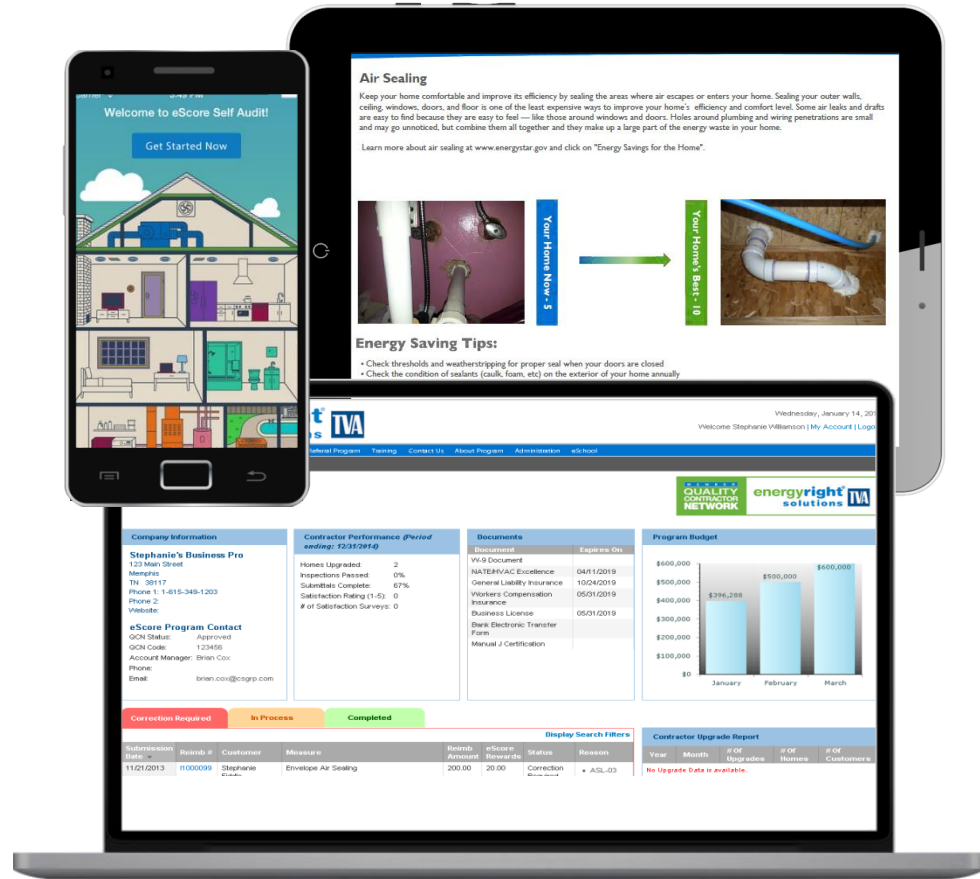 5:49 PM
Welcome to eScore Self Audit!
Get Started Now
Air Sealing
Keep your home comfortable and improve its efficiency by sealing the areas where air escapes or enters your home. Sealing your outer walls,
ceiling, windows, doors, and floor is one of the least expensive ways to improve your home's efficiency and comfort level. Some air leaks and drafts
are easy to find because they are easy to feel — like those around windows and doors. Holes around plumbing and wiring penetrations are small
and may go unnoticed, but combine them all together and they make up a large part of the energy waste in your home.
Learn more about air sealing at www.energystar.gov and click on "Energy Savings for the Home".
Your Home Now - 5
Your Home's Best - 10
Energy Saving Tips:
• Check thresholds and weatherstripping for proper seal when your doors are closed
• Check the condition of sealants (caulk, foam, etc) on the exterior of your home annually
TVA
Wednesday, January 14, 201
Welcome Stephanie Williamson | My Account | Logo
Referral Program Training Contact Us About Program Administration eSchool
MEMBER
QUALITY
CONTRACTOR
NETWORK
energyright
solutions
TVA
Company Information
Stephanie's Business Pro
123 Main Street
Memphis
TN 38117
Phone 1: 1-615-349-1203
Phone 2:
Website:
eScore Program Contact
QCN Status: Approved
QCN Code: 123456
Account Manager: Brian Cox
Phone:
Email: brian.cox@csgrp.com
Contractor Performance (Period
ending: 12/31/2014)
Homes Upgraded: 2
Inspections Passed: 0%
Submittals Complete: 67%
Satisfaction Rating (1-5): 0
# of Satisfaction Surveys: 0
Documents
Document Expires On
W-9 Document
NATE/HVAC Excellence 04/11/2019
General Liability Insurance 10/24/2019
Workers Compensation
Insurance 05/31/2019
Business License 05/31/2019
Bank Electronic Transfer
Form
Manual J Certification
Program Budget
$600,000
$500,000
$400,000
$300,000
$200,000
$100,000
$0
$396,288
$500,000
$600,000
January February March
Correction Required In Process Completed
Display Search Filters
Submission
Date Reimb # Customer Measure Reimb
Amount eScore
Rewards Status Reason
11/21/2013 I1000099 Stephanie Envelope Air Sealing 200.00 20.00 Correction
Required • ASL-03
Contractor Upgrade Report
Year Month # Of
Upgrades # Of
Homes # Of
Customers
No Upgrade Data is available.